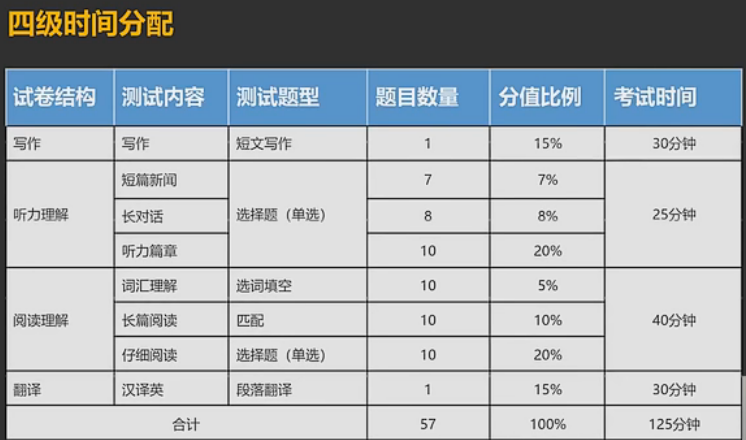 四级时间分配
试卷结构 测试内容 测试题型 题目数量 分值比例 考试时间
写作 写作 短文写作 1 15% 30分钟
听力理解 短篇新闻 选择题（单选） 7 7% 25分钟
长对话 8 8%
听力篇章 10 20%
阅读理解 词汇理解 选词填空 10 5% 40分钟
长篇阅读 匹配 10 10%
仔细阅读 选择题（单选） 10 20%
翻译 汉译英 段落翻译 1 15% 30分钟
合计 57 100% 125分钟